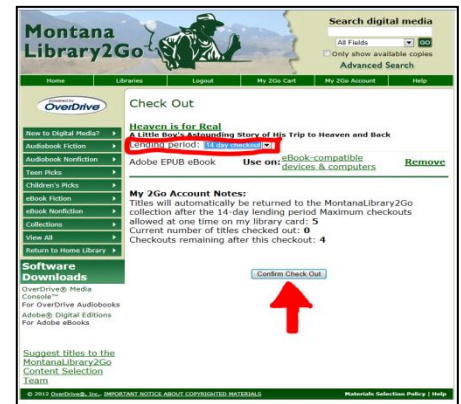 Montana
Library2Go
Search digital media
All Fields
GO
Only show available copies
Advanced Search
Home
Libraries
Logout
My 2Go Cart
My 2Go Account
Help
powered by
OverDrive
New to Digital Media?
Audiobook Fiction
Audiobook Nonfiction
Teen Picks
Children's Picks
eBook Fiction
eBook Nonfiction
Collections
View All
Return to Home Library
Software
Downloads
OverDrive® Media
Console™
For OverDrive Audiobooks
Adobe® Digital Editions
For Adobe eBooks
Suggest titles to the
MontanaLibrary2Go
Content Selection
Team
Check Out
Heaven is for Real
A Little Boy's Astounding Story of His Trip to Heaven and Back
Lending period: 14 day checkout
Adobe EPUB eBook Use on: eBook-compatible
devices & computers Remove
My 2Go Account Notes:
Titles will automatically be returned to the MontanaLibrary2Go
collection after the 14-day lending period Maximum checkouts
allowed at one time on my library card: 5
Current number of titles checked out: 0
Checkouts remaining after this checkout: 4
Confirm Check Out
© 2012 OverDrive®, Inc. IMPORTANT NOTICE ABOUT COPYRIGHTED MATERIALS
Materials Selection Policy | Help